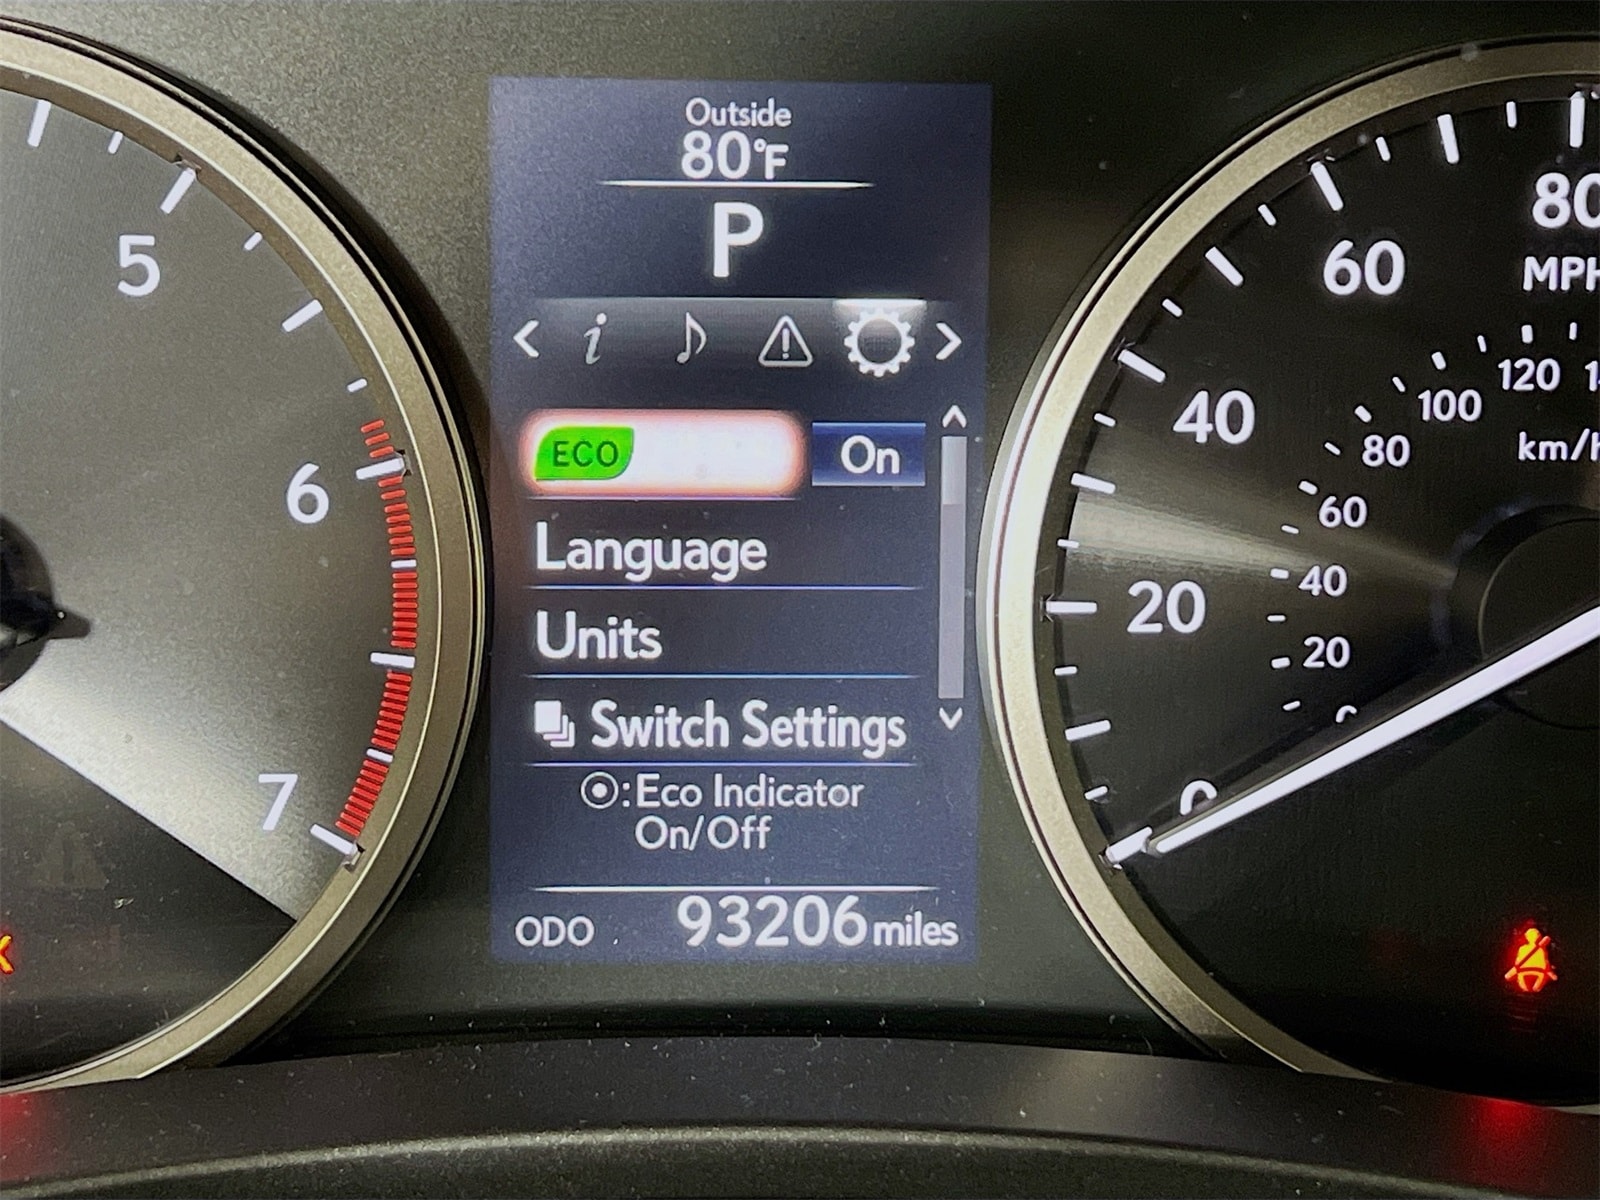 Outside
80°F
P
ECO On
Language
Units
Switch Settings
:Eco Indicator
On/Off
ODO 93206 miles
5
6
7
80
MPH
60
40
20
0
120
100
80
km/h
60
40
20